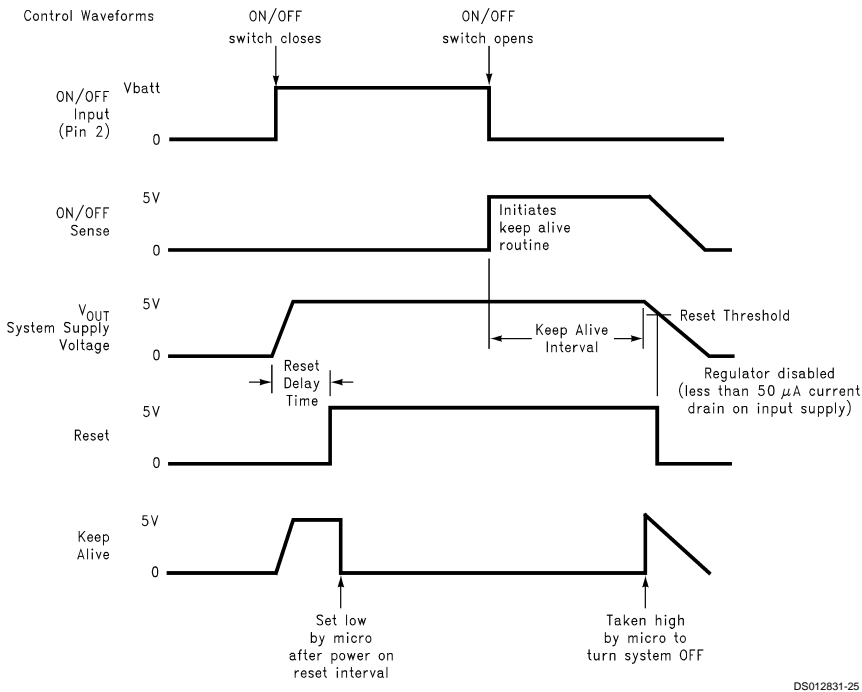 Control Waveforms
ON/OFF
switch closes
ON/OFF
switch opens
ON/OFF
Input
(Pin 2)
Vbatt
0
ON/OFF
Sense
5V
0
Initiates
keep alive
routine
VOUT
System Supply
Voltage
5V
0
Reset Threshold
Keep Alive
Interval
Reset
Delay
Time
Regulator disabled
(less than 50 μA current
drain on input supply)
Reset
5V
0
Keep
Alive
5V
0
Set low
by micro
after power on
reset interval
Taken high
by micro to
turn system OFF
DS012831-25